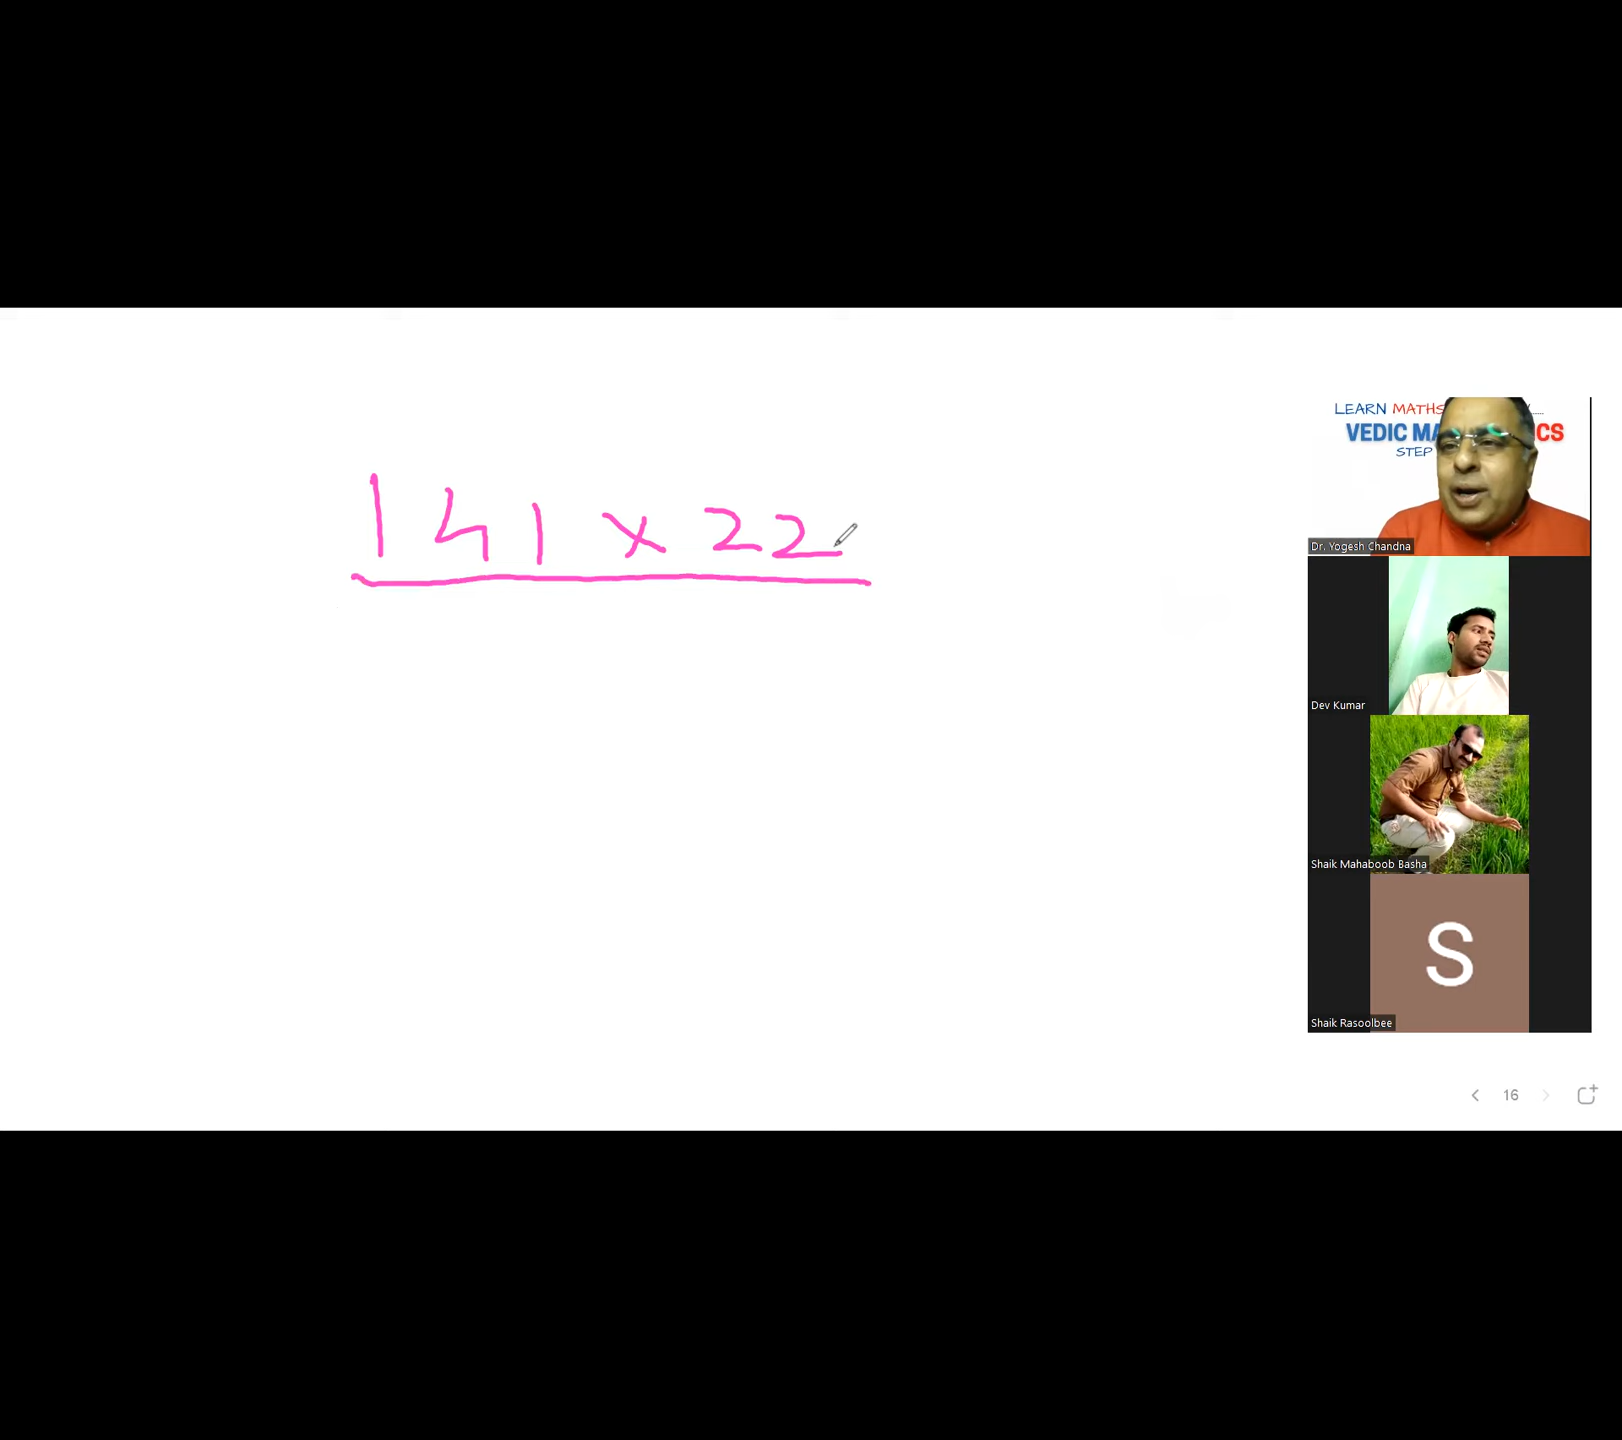 LEARN MATHS
VEDIC MA CS
STEP
141 x 22
Dr. Yogesh Chandna
Dev Kumar
Shaik Mahaboob Basha
S
Shaik Rasoolbee
16